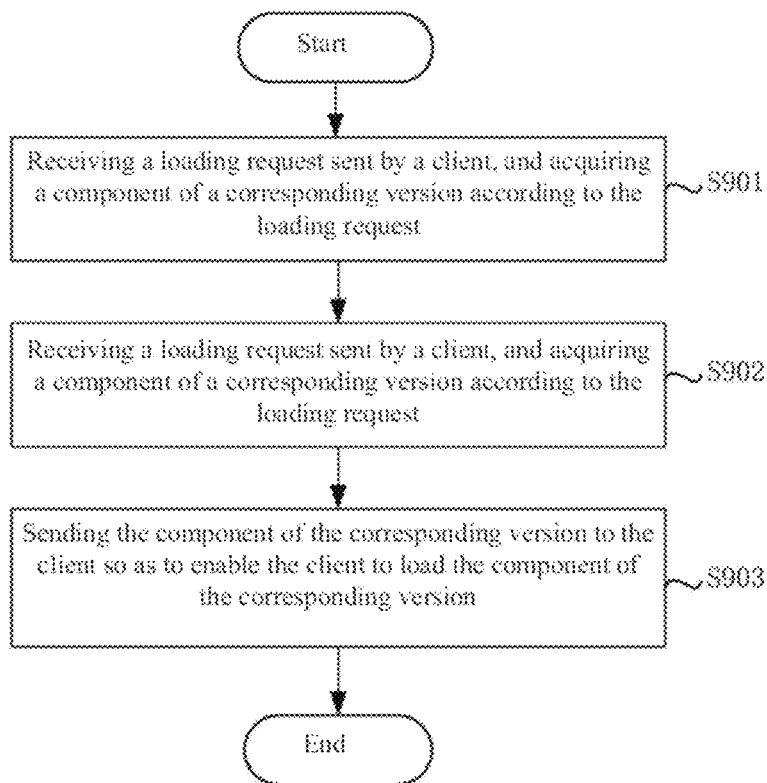 Start
Receiving a loading request sent by a client, and acquiring
a component of a corresponding version according to the
loading request
S901
Receiving a loading request sent by a client, and acquiring
a component of a corresponding version according to the
loading request
S902
Sending the component of the corresponding version to the
client so as to enable the client to load the component of
the corresponding version
S903
End